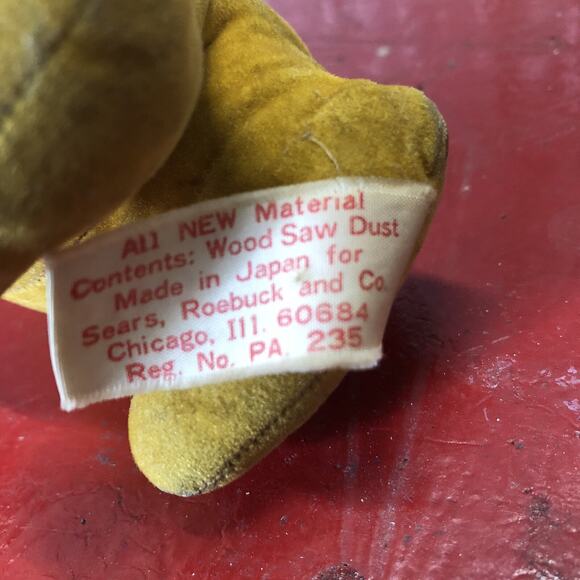 All NEW Material
Contents: Wood Saw Dust
Made in Japan for
Sears, Roebuck and Co.
Chicago, Ill. 60684
Reg. No. PA. 235